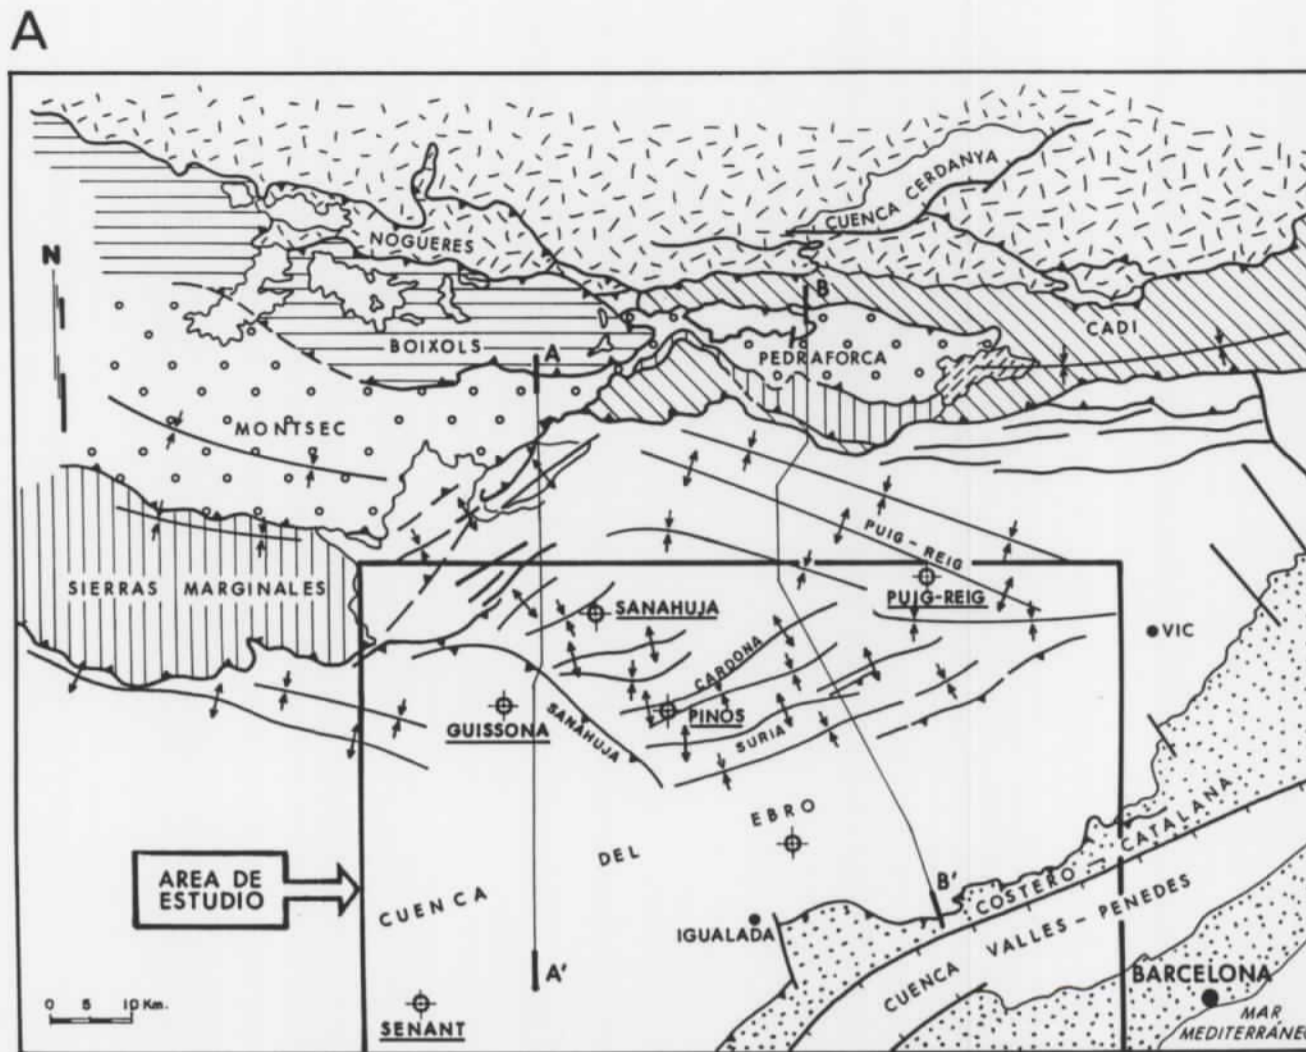 A
CUENCA CERDANYA
NOGUERES
N
B
CADI
BOIXOLS
A
PEDRAFORCA
MONTSEC
PUIG-REIG
SIERRAS MARGINALES
SANAHUJA
PUIG-REIG
VIC
CARDONA
GUISSONA
SANAHUJA
PINOS
SURIA
EBRO
DEL
CUENCA
AREA DE
ESTUDIO
COSTERO-CATALANA
B'
IGUALADA
VALLES-PENEDES
CUENCA
A'
BARCELONA
0 5 10 Km.
SENANT
MAR
MEDITERRANE